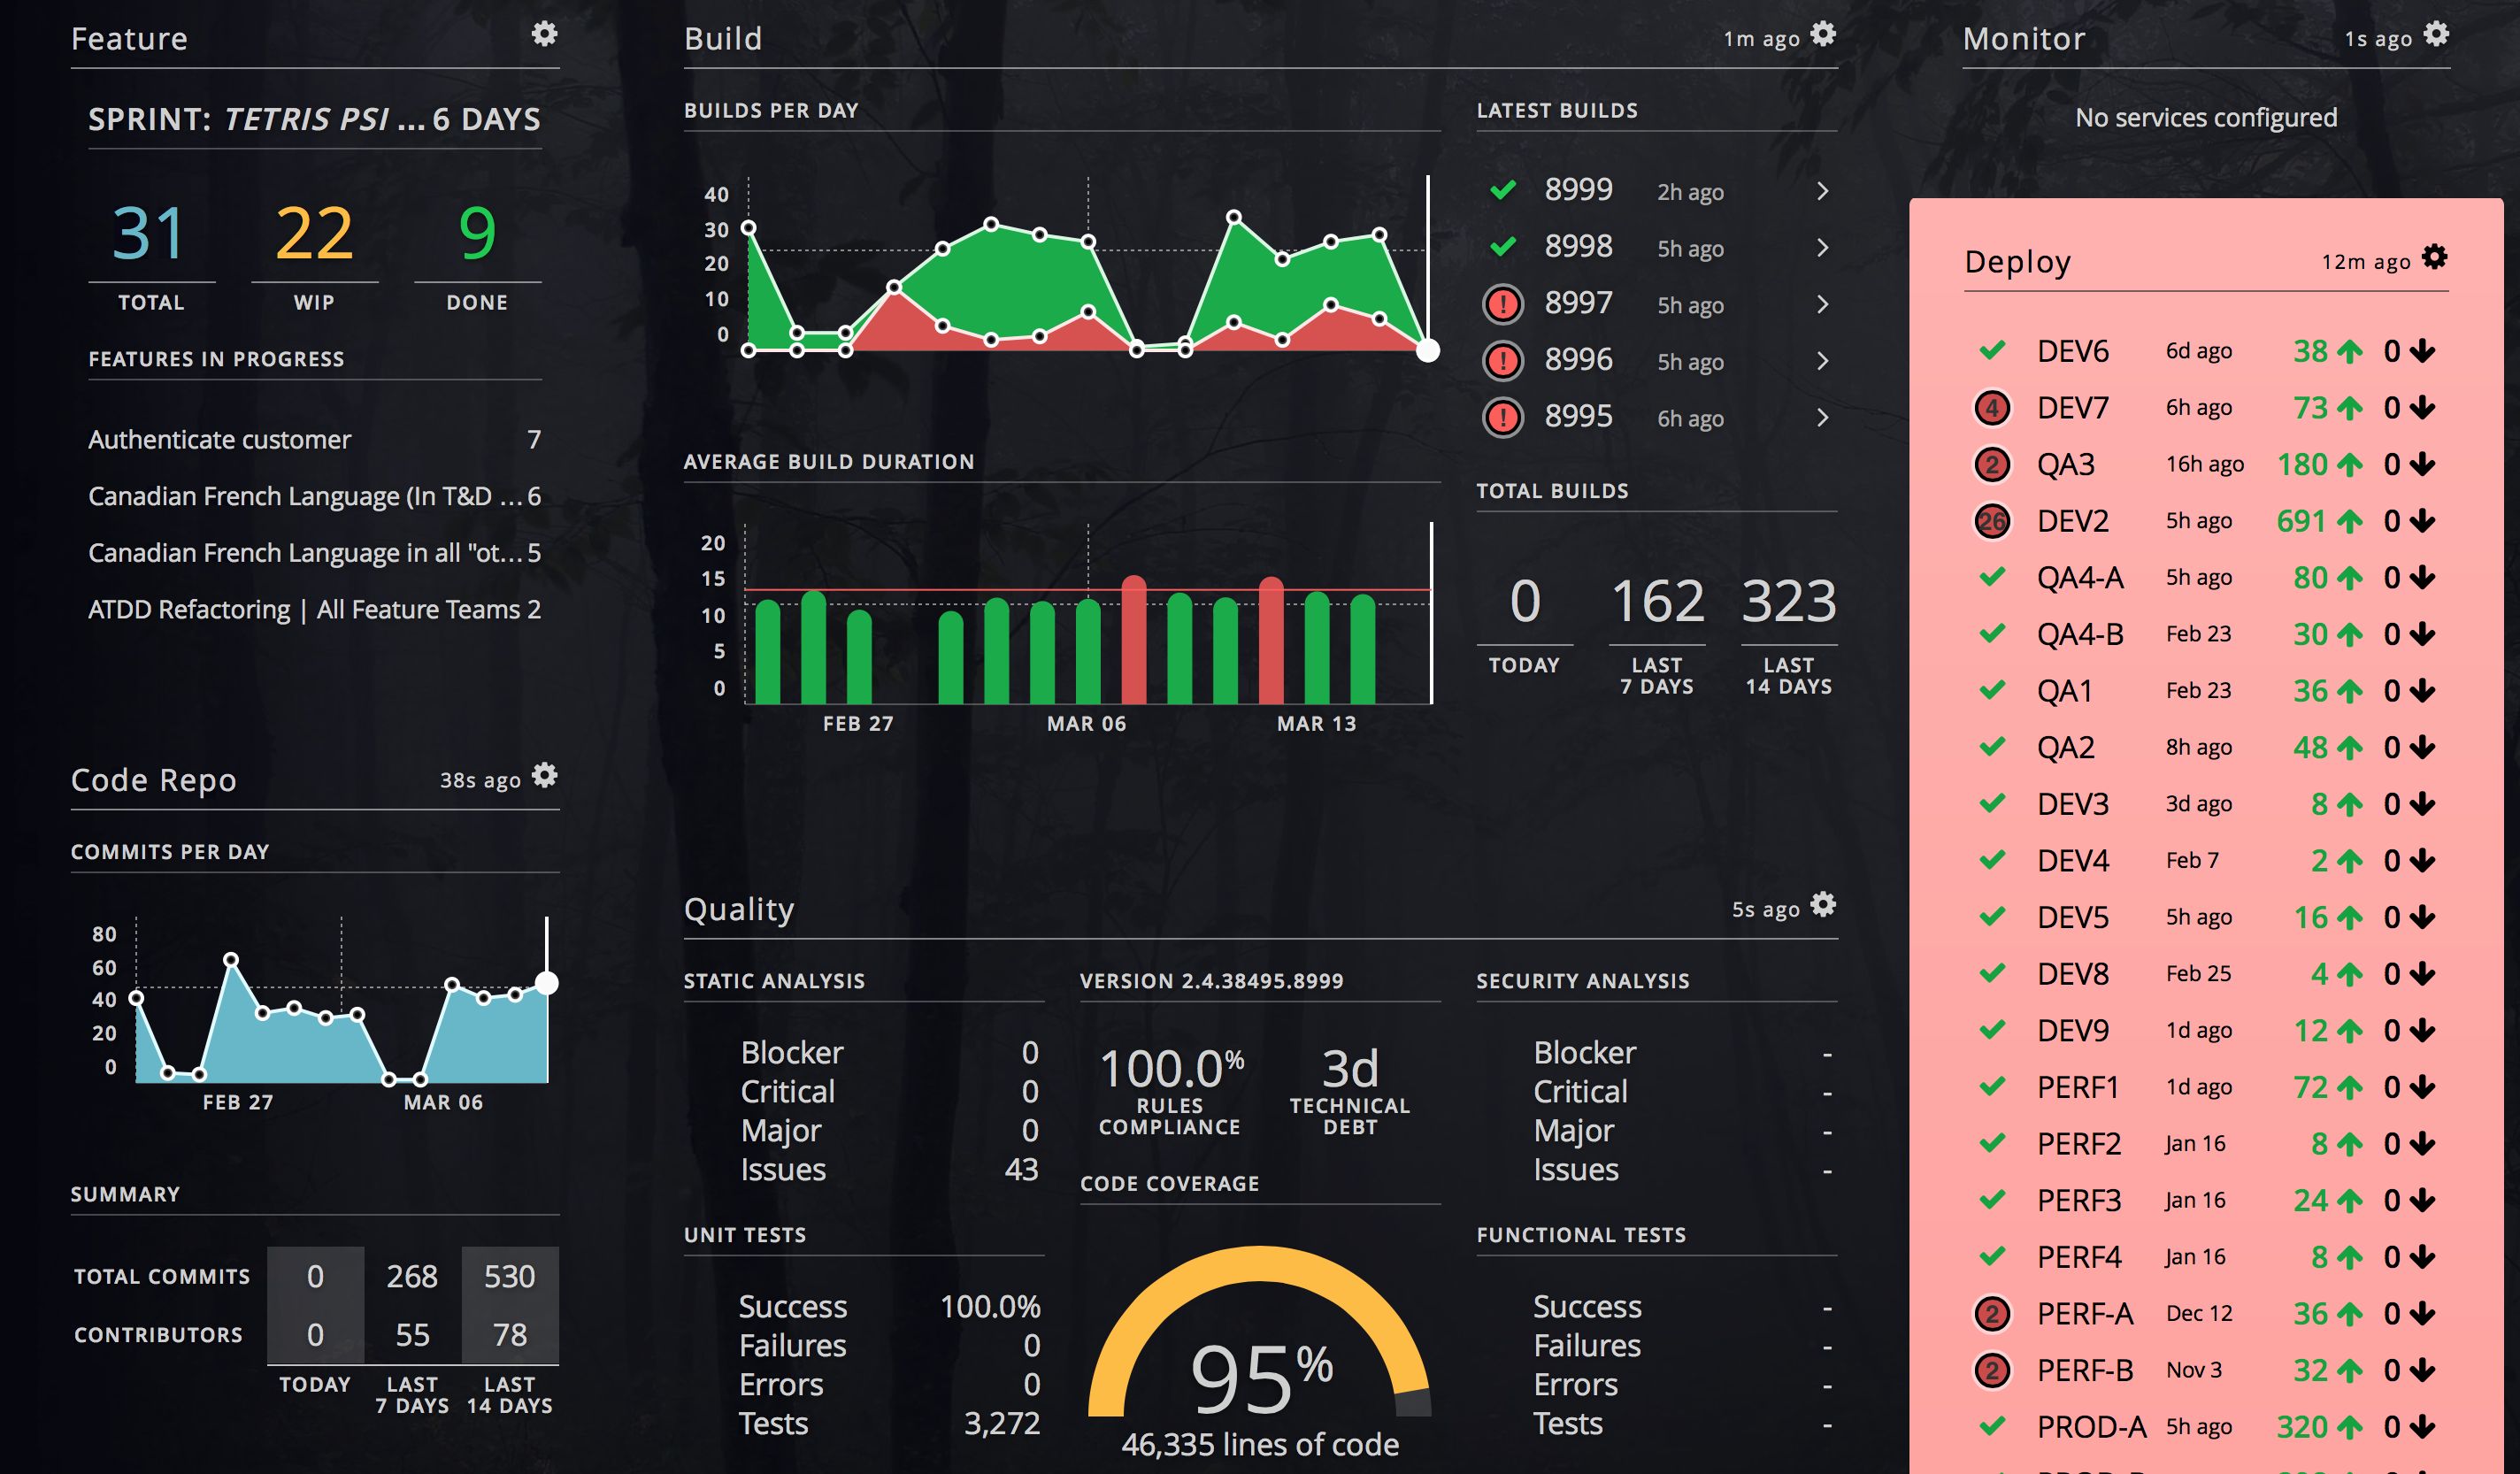 Feature
SPRINT: TETRIS PSI ... 6 DAYS
31 22 9
TOTAL WIP DONE
FEATURES IN PROGRESS
Authenticate customer 7
Canadian French Language (In T&D ... 6
Canadian French Language in all "ot... 5
ATDD Refactoring | All Feature Teams 2
Code Repo 38s ago
COMMITS PER DAY
80
60
40
20
0
FEB 27 MAR 06
SUMMARY
TOTAL COMMITS 0 268 530
CONTRIBUTORS 0 55 78
TODAY LAST 7 DAYS LAST 14 DAYS
Build 1m ago
BUILDS PER DAY
40
30
20
10
0
AVERAGE BUILD DURATION
20
15
10
5
0
FEB 27 MAR 06 MAR 13
LATEST BUILDS
8999 2h ago
8998 5h ago
! 8997 5h ago
! 8996 5h ago
! 8995 6h ago
TOTAL BUILDS
0 162 323
TODAY LAST 7 DAYS LAST 14 DAYS
Quality 5s ago
STATIC ANALYSIS
Blocker 0
Critical 0
Major 0
Issues 43
UNIT TESTS
Success 100.0%
Failures 0
Errors 0
Tests 3,272
VERSION 2.4.38495.8999
100.0% 3d
RULES COMPLIANCE TECHNICAL DEBT
CODE COVERAGE
95%
46,335 lines of code
SECURITY ANALYSIS
Blocker -
Critical -
Major -
Issues -
FUNCTIONAL TESTS
Success -
Failures -
Errors -
Tests -
Monitor 1s ago
No services configured
Deploy 12m ago
DEV6 6d ago 38 0
4 DEV7 6h ago 73 0
2 QA3 16h ago 180 0
26 DEV2 5h ago 691 0
QA4-A 5h ago 80 0
QA4-B Feb 23 30 0
QA1 Feb 23 36 0
QA2 8h ago 48 0
DEV3 3d ago 8 0
DEV4 Feb 7 2 0
DEV5 5h ago 16 0
DEV8 Feb 25 4 0
DEV9 1d ago 12 0
PERF1 1d ago 72 0
PERF2 Jan 16 8 0
PERF3 Jan 16 24 0
PERF4 Jan 16 8 0
2 PERF-A Dec 12 36 0
2 PERF-B Nov 3 32 0
PROD-A 5h ago 320 0